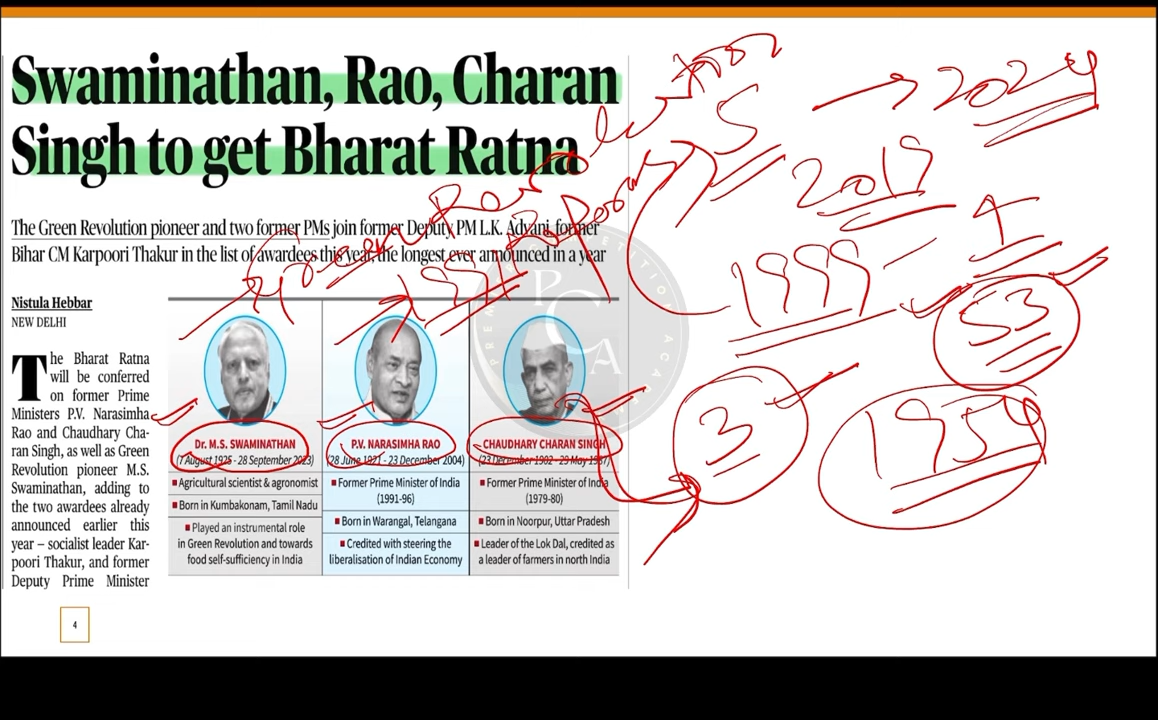 Swaminathan, Rao, Charan
Singh to get Bharat Ratna
The Green Revolution pioneer and two former PMs join former Deputy PM L.K. Advani, former
Bihar CM Karpoori Thakur in the list of awardees this year, the longest ever announced in a year
Nistula Hebbar
NEW DELHI
The Bharat Ratna
will be conferred
on former Prime
Ministers P.V. Narasimha
Rao and Chaudhary Cha-
ran Singh, as well as Green
Revolution pioneer M.S.
Swaminathan, adding to
the two awardees already
announced earlier this
year – socialist leader Kar-
poori Thakur, and former
Deputy Prime Minister
Dr. M.S. SWAMINATHAN
(7 August 1925 - 28 September 2023)
Agricultural scientist & agronomist
Born in Kumbakonam, Tamil Nadu
Played an instrumental role
in Green Revolution and towards
food self-sufficiency in India
P.V. NARASIMHA RAO
(28 June 1921 - 23 December 2004)
Former Prime Minister of India
(1991-96)
Born in Warangal, Telangana
Credited with steering the
liberalisation of Indian Economy
CHAUDHARY CHARAN SINGH
(23 December 1902 - 29 May 1987)
Former Prime Minister of India
(1979-80)
Born in Noorpur, Uttar Pradesh
Leader of the Lok Dal, credited as
a leader of farmers in north India
Green Revolution
1991
5
2024
2019
1999
4
53
3
1954
PCA
4